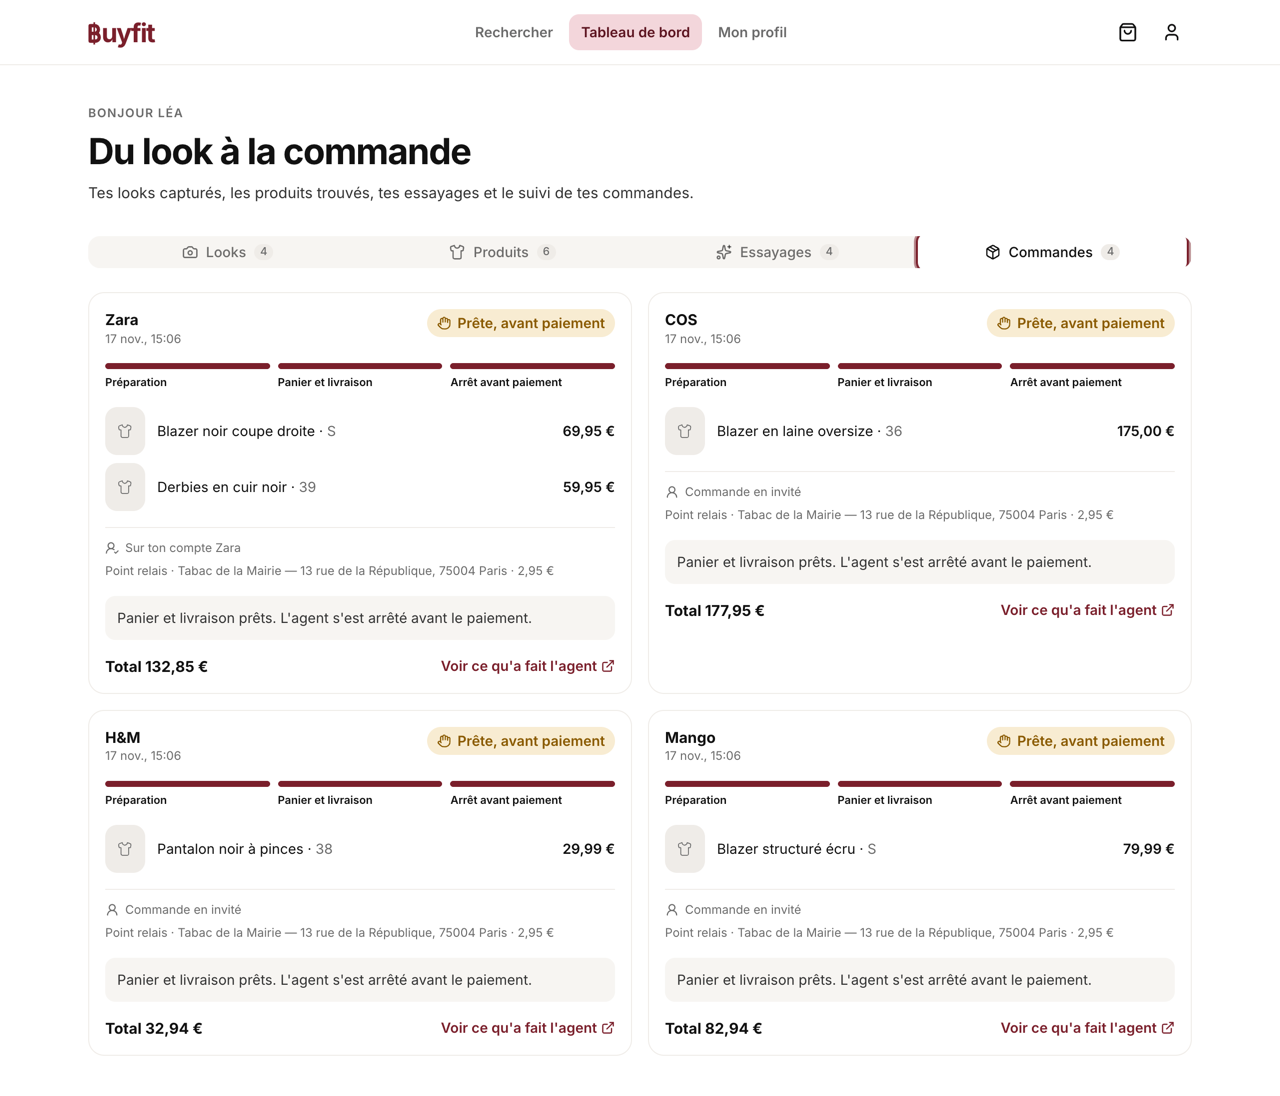 Buyfit
Rechercher
Tableau de bord
Mon profil
BONJOUR LÉA
Du look à la commande
Tes looks capturés, les produits trouvés, tes essayages et le suivi de tes commandes.
Looks 4
Produits 6
Essayages 4
Commandes 4
Zara
17 nov., 15:06
Prête, avant paiement
Préparation
Panier et livraison
Arrêt avant paiement
Blazer noir coupe droite · S
69,95 €
Derbies en cuir noir · 39
59,95 €
Sur ton compte Zara
Point relais · Tabac de la Mairie — 13 rue de la République, 75004 Paris · 2,95 €
Panier et livraison prêts. L'agent s'est arrêté avant le paiement.
Total 132,85 €
Voir ce qu'a fait l'agent
COS
17 nov., 15:06
Prête, avant paiement
Préparation
Panier et livraison
Arrêt avant paiement
Blazer en laine oversize · 36
175,00 €
Commande en invité
Point relais · Tabac de la Mairie — 13 rue de la République, 75004 Paris · 2,95 €
Panier et livraison prêts. L'agent s'est arrêté avant le paiement.
Total 177,95 €
Voir ce qu'a fait l'agent
H&M
17 nov., 15:06
Prête, avant paiement
Préparation
Panier et livraison
Arrêt avant paiement
Pantalon noir à pinces · 38
29,99 €
Commande en invité
Point relais · Tabac de la Mairie — 13 rue de la République, 75004 Paris · 2,95 €
Panier et livraison prêts. L'agent s'est arrêté avant le paiement.
Total 32,94 €
Voir ce qu'a fait l'agent
Mango
17 nov., 15:06
Prête, avant paiement
Préparation
Panier et livraison
Arrêt avant paiement
Blazer structuré écru · S
79,99 €
Commande en invité
Point relais · Tabac de la Mairie — 13 rue de la République, 75004 Paris · 2,95 €
Panier et livraison prêts. L'agent s'est arrêté avant le paiement.
Total 82,94 €
Voir ce qu'a fait l'agent